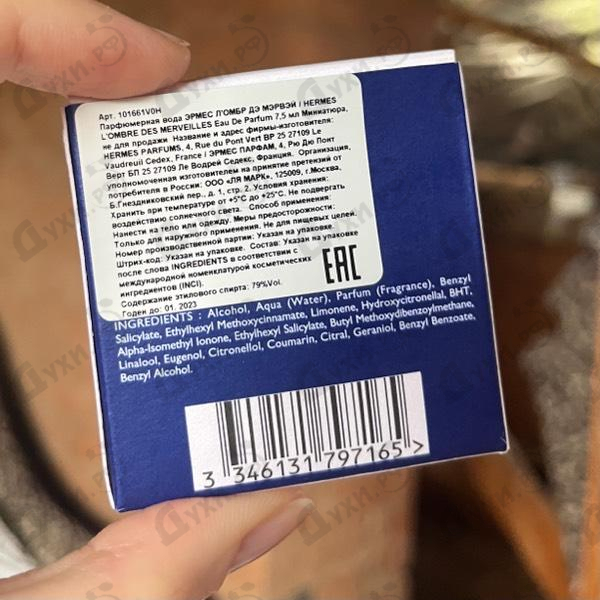 Арт. 101661V0H
Парфюмерная вода ЭРМЕС Л'ОМБР ДЭ МЭРВЭЙ / HERMES
L'OMBRE DES MERVEILLES Eau De Parfum 7,5 мл Миниатюра,
не для продажи Название и адрес фирмы-изготовителя:
HERMES PARFUMS, 4, Rue du Pont Vert BP 25 27109 Le
Vaudreuil Cedex, France / ЭРМЕС ПАРФАМ, 4, Рю Дю Понт
Верт БП 25 27109 Ле Водрей Седекс, Франция. Организация,
уполномоченная изготовителем на принятие претензий от
потребителя в России: ООО «ЛЯ МАРК», 125009, г.Москва,
Б.Гнездниковский пер., д. 1, стр. 2. Условия хранения:
Хранить при температуре от +5°C до +25°C. Не подвергать
воздействию солнечного света. Способ применения:
Нанести на тело или одежду. Меры предосторожности:
Только для наружного применения. Не для пищевых целей.
Номер производственной партии: Указан на упаковке.
Штрих-код: Указан на упаковке. Состав: Указан на упаковке
после слова INGREDIENTS в соответствии с
международной номенклатурой косметических
ингредиентов (INCI).
Содержание этилового спирта: 79%Vol.
Годен до: 01. 2023
EAC
INGREDIENTS : Alcohol, Aqua (Water), Parfum (Fragrance), Benzyl
Salicylate, Ethylhexyl Methoxycinnamate, Limonene, Hydroxycitronellal, BHT,
Alpha-Isomethyl Ionone, Ethylhexyl Salicylate, Butyl Methoxydibenzoylmethane,
Linalool, Eugenol, Citronellol, Coumarin, Citral, Geraniol, Benzyl Benzoate,
Benzyl Alcohol.
3 346131 797165 >
Духи.РФ